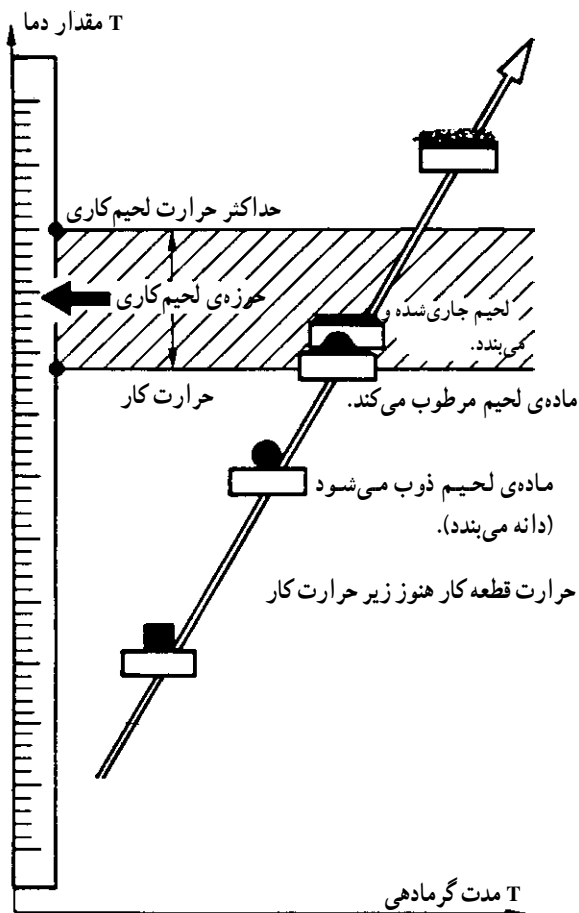 T مقدار دما
حداکثر حرارت لحیم‌کاری
حرزه‌ی لحیم‌کاری
لحیم جاری‌شده و
می‌بندد.
حرارت کار
ماده‌ی لحیم مرطوب می‌کند.
ماده‌ی لحیم ذوب می‌شود
(دانه می‌بندد).
حرارت قطعه کار هنوز زیر حرارت کار
T مدت گرمادهی